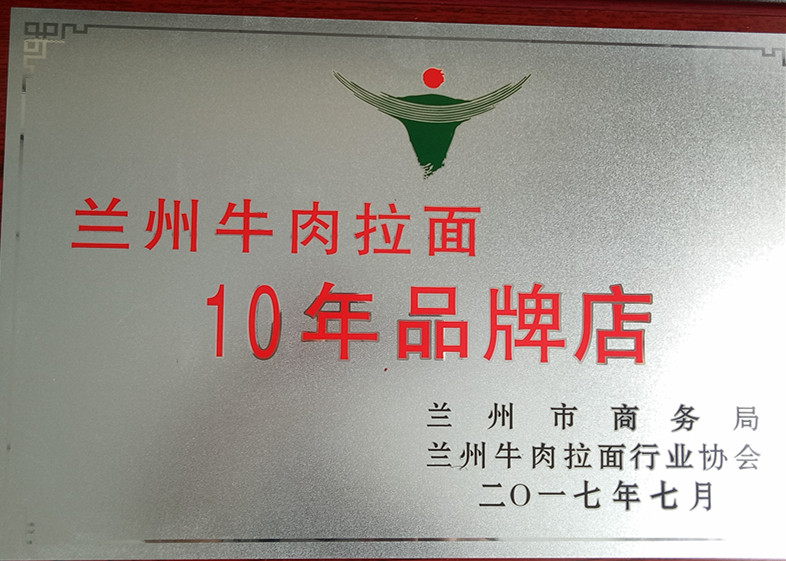 兰州牛肉拉面
10年品牌店
兰州市商务局
兰州牛肉拉面行业协会
二〇一七年七月